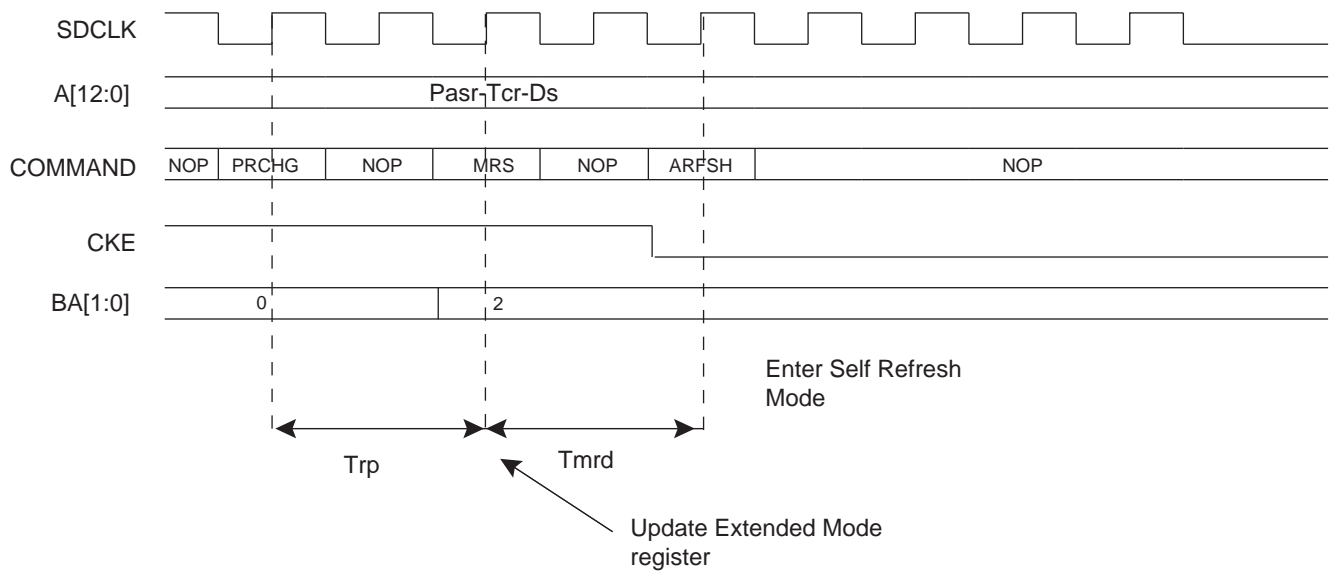 SDCLK
A[12:0]
Pasr-Tcr-Ds
COMMAND NOP PRCHG NOP MRS NOP ARFSH NOP
CKE
BA[1:0] 0 2
Enter Self Refresh
Mode
Trp
Tmrd
Update Extended Mode
register